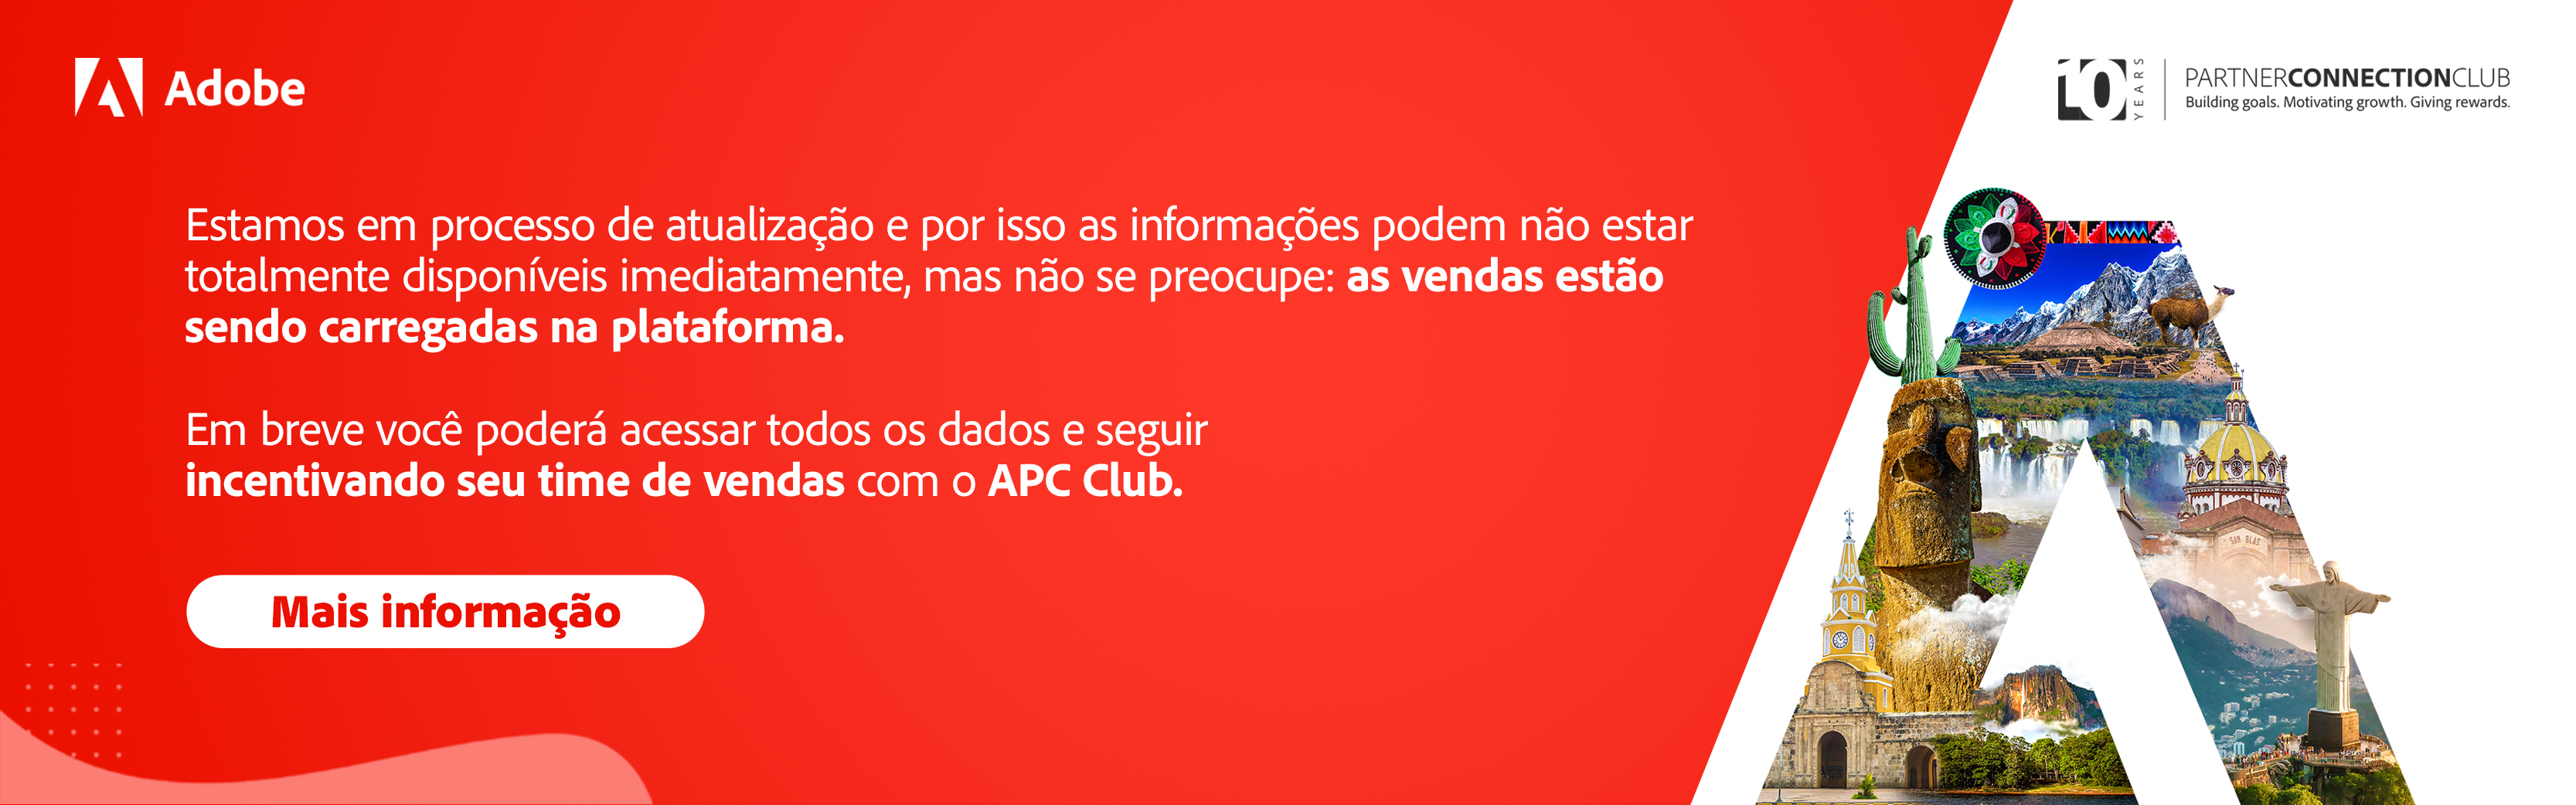 Adobe
10 YEARS
PARTNERCONNECTIONCLUB
Building goals. Motivating growth. Giving rewards.
Estamos em processo de atualização e por isso as informações podem não estar
totalmente disponíveis imediatamente, mas não se preocupe: as vendas estão
sendo carregadas na plataforma.
Em breve você poderá acessar todos os dados e seguir
incentivando seu time de vendas com o APC Club.
Mais informação
SAN BLAS